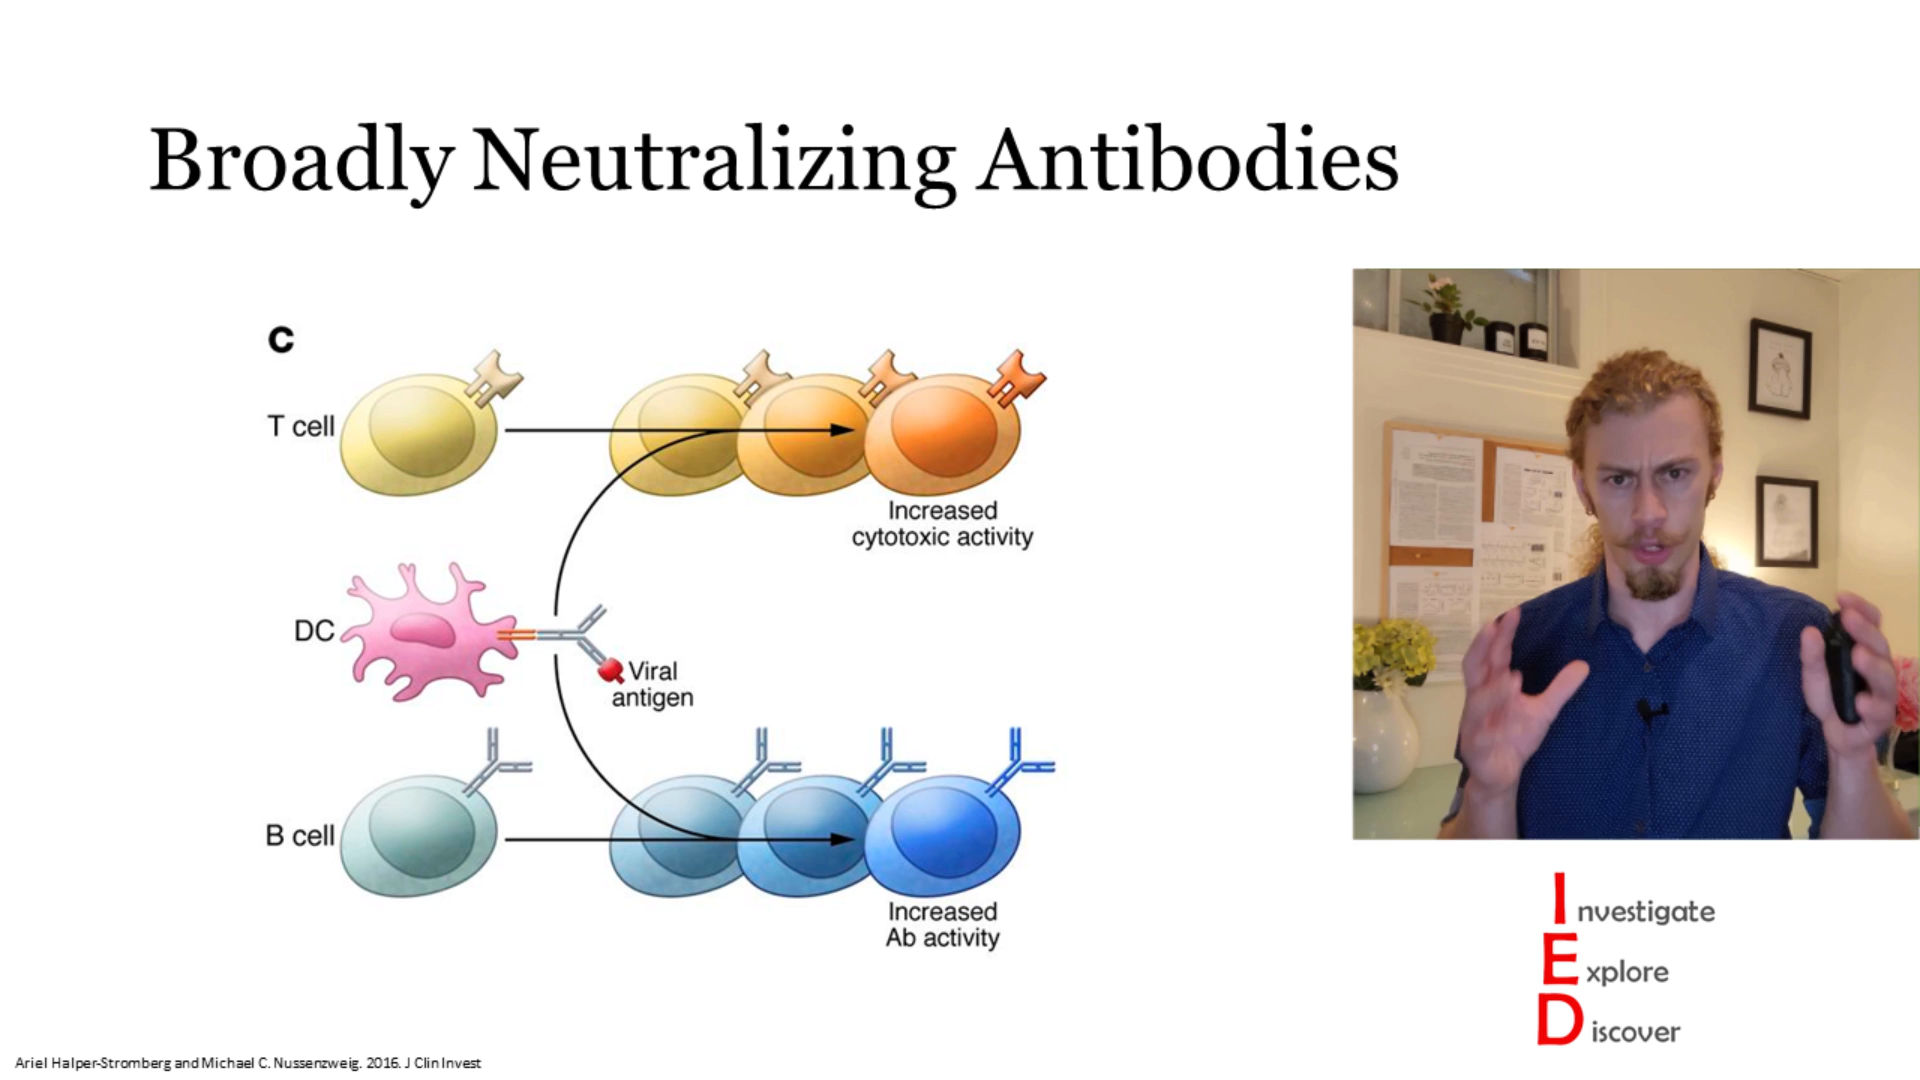 Broadly Neutralizing Antibodies
c
T cell
Increased
cytotoxic activity
DC
Viral
antigen
B cell
Increased
Ab activity
Investigate
Explore
Discover
Ariel Halper-Stromberg and Michael C. Nussenzweig. 2016. J Clin Invest